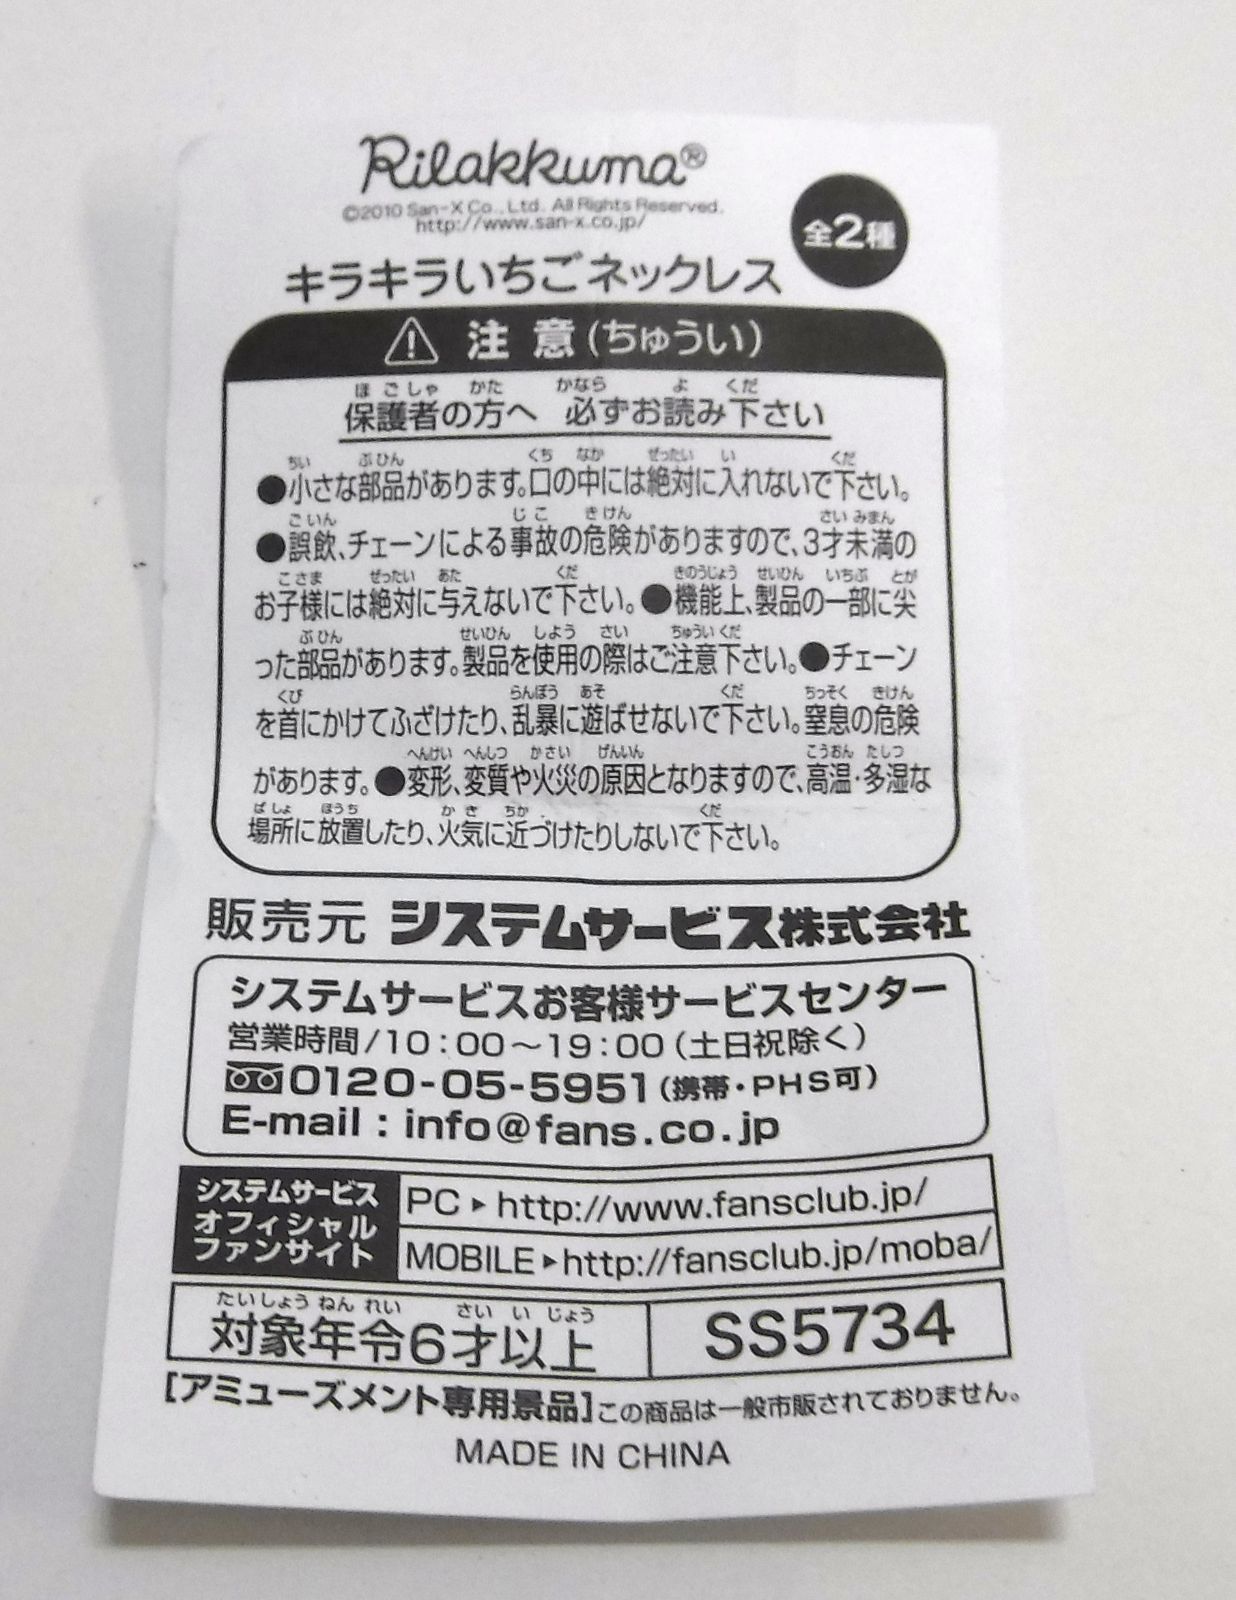 Rilakkuma®
©2010 San-X Co., Ltd. All Rights Reserved.
http://www.san-x.co.jp/
全2種
キラキラいちごネックレス
注意(ちゅうい)
ほごしゃ かた かなら よ くだ
保護者の方へ 必ずお読み下さい
ちい ぶひん くち なか ぜったい い くだ
●小さな部品があります。口の中には絶対に入れないで下さい。
ごいん じこ きけん さい みまん
●誤飲、チェーンによる事故の危険がありますので、3才未満の
こさま ぜったい あた くだ きのうじょう せいひん いちぶ とが
お子様には絶対に与えないで下さい。●機能上、製品の一部に尖
ぶひん せいひん しよう さい ちゅうい くだ
った部品があります。製品を使用の際はご注意下さい。●チェーン
くび らんぼう あそ くだ ちっそく きけん
を首にかけてふざけたり、乱暴に遊ばせないで下さい。窒息の危険
へんけい へんしつ かさい げんいん こうおん たしつ
があります。●変形、変質や火災の原因となりますので、高温・多湿な
ばしょ ほうち かき ちか くだ
場所に放置したり、火気に近づけたりしないで下さい。
販売元 システムサービス株式会社
システムサービスお客様サービスセンター
営業時間/10:00〜19:00(土日祝除く)
0120-05-5951(携帯・PHS可)
E-mail : info@fans.co.jp
システムサービス
オフィシャル
ファンサイト
PC▸http://www.fansclub.jp/
MOBILE▸http://fansclub.jp/moba/
たいしょう ねん れい さい い じょう
対象年令6才以上
SS5734
[アミューズメント専用景品]この商品は一般市販されておりません。
MADE IN CHINA